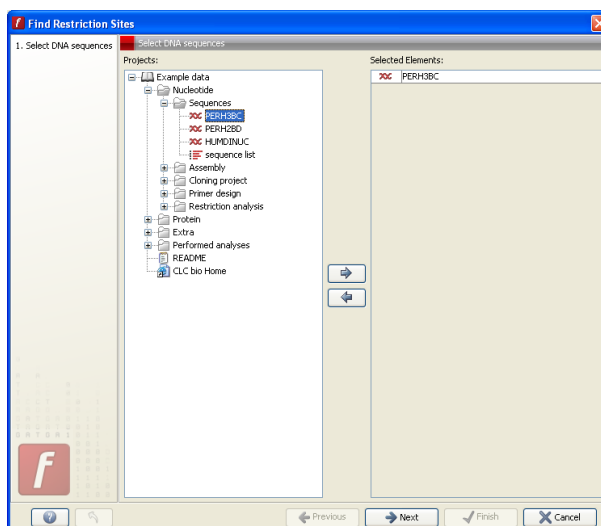 Find Restriction Sites
1. Select DNA sequences
Select DNA sequences
Projects:
Example data
Nucleotide
Sequences
PERH3BC
PERH2BD
HUMDINUC
sequence list
Assembly
Cloning project
Primer design
Restriction analysis
Protein
Extra
Performed analyses
README
CLC bio Home
Selected Elements:
PERH3BC
Previous
Next
Finish
Cancel